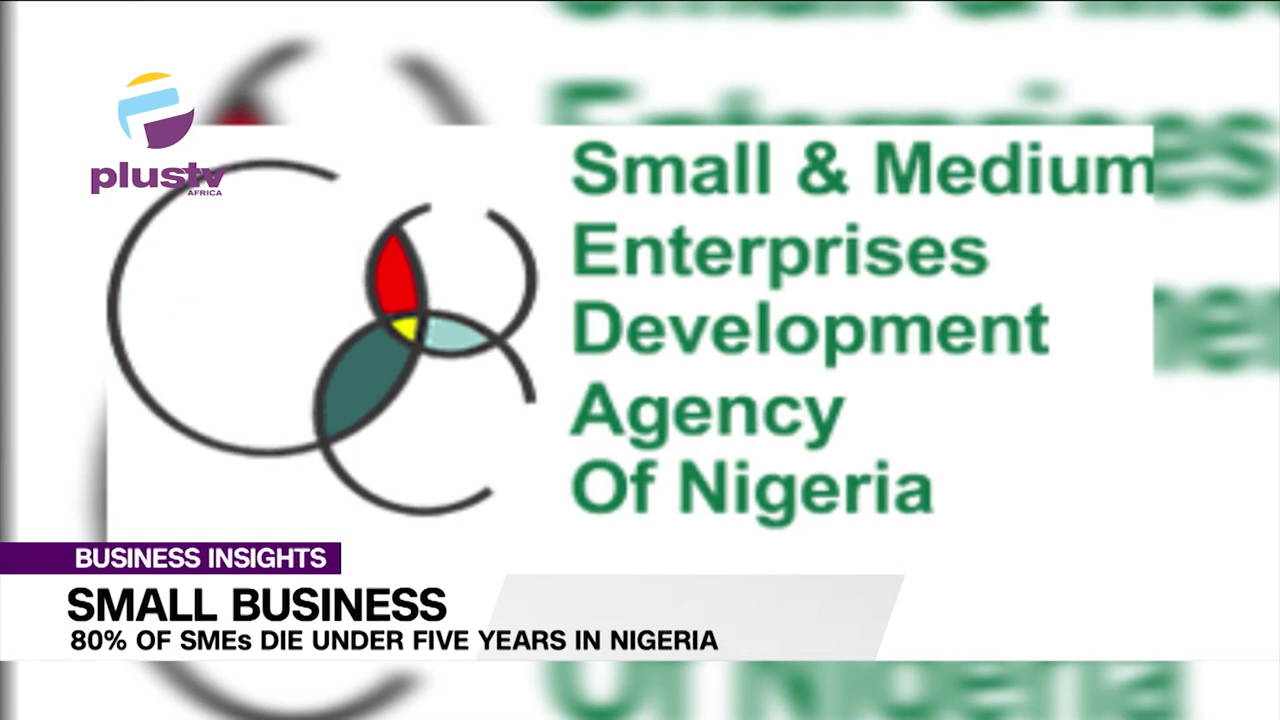 plustv
AFRICA
Small & Medium
Enterprises
Development
Agency
Of Nigeria
BUSINESS INSIGHTS
SMALL BUSINESS
80% OF SMEs DIE UNDER FIVE YEARS IN NIGERIA